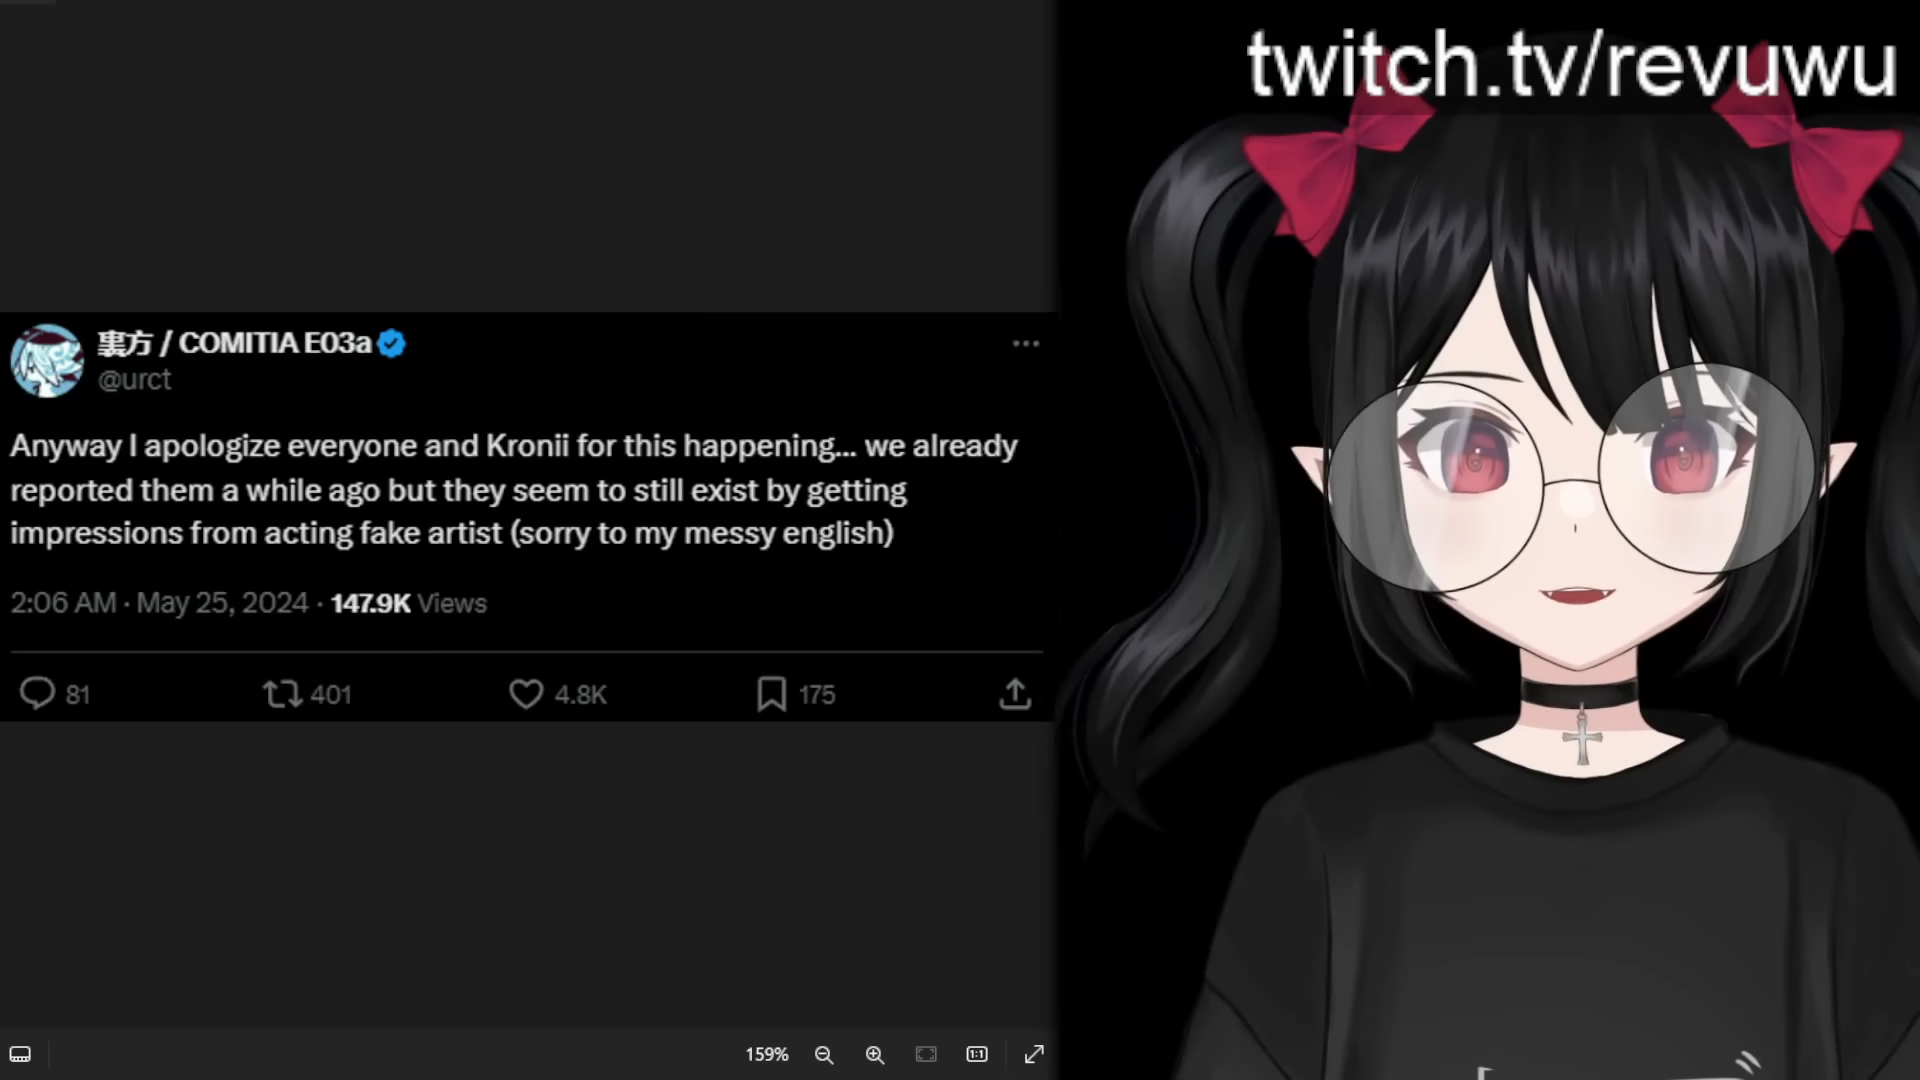 twitch.tv/revuwu
裏方 / COMITIA E03a
@urct
Anyway I apologize everyone and Kronii for this happening... we already
reported them a while ago but they seem to still exist by getting
impressions from acting fake artist (sorry to my messy english)
2:06 AM · May 25, 2024 · 147.9K Views
81 401 4.8K 175
159% 1:1